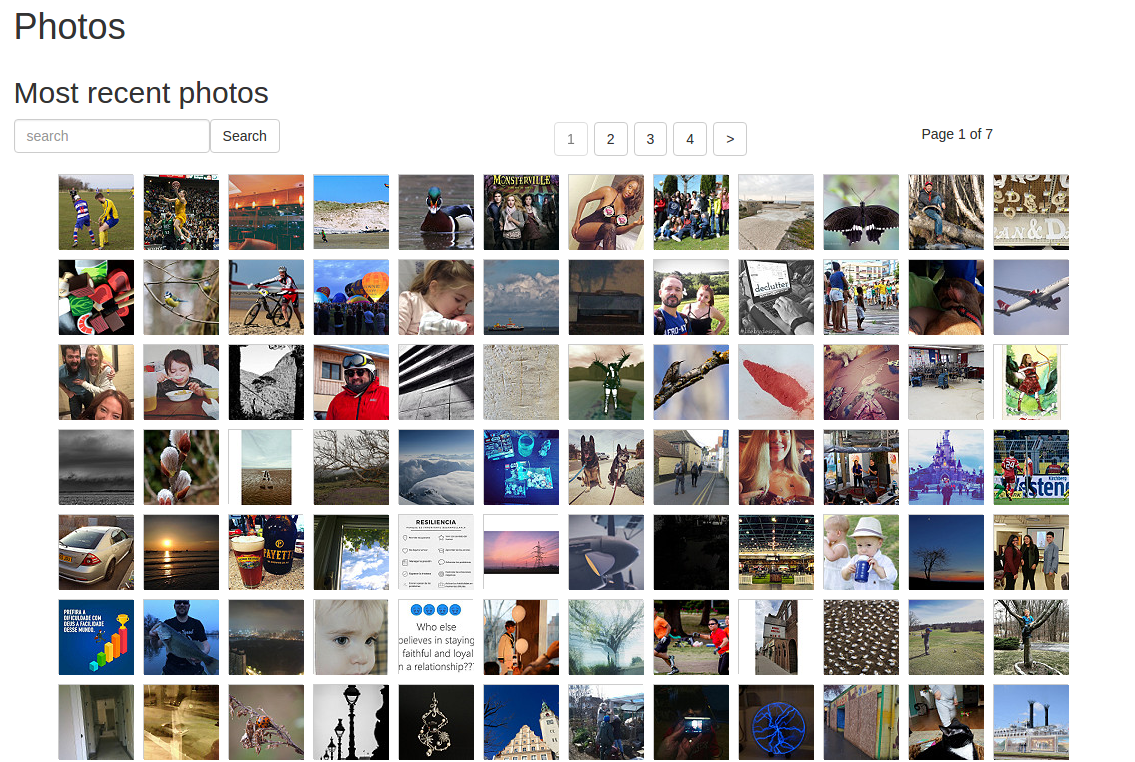 Photos
Most recent photos
search
Search
1
2
3
4
>
Page 1 of 7
MONSTERVILLE
declutter
RESILIENCIA
PREFIRA A
DIFICULDADE COM
DEUS A FACILIDADE
DESSE MUNDO.
Who else
believes in staying
faithful and loyal
n a relationship??